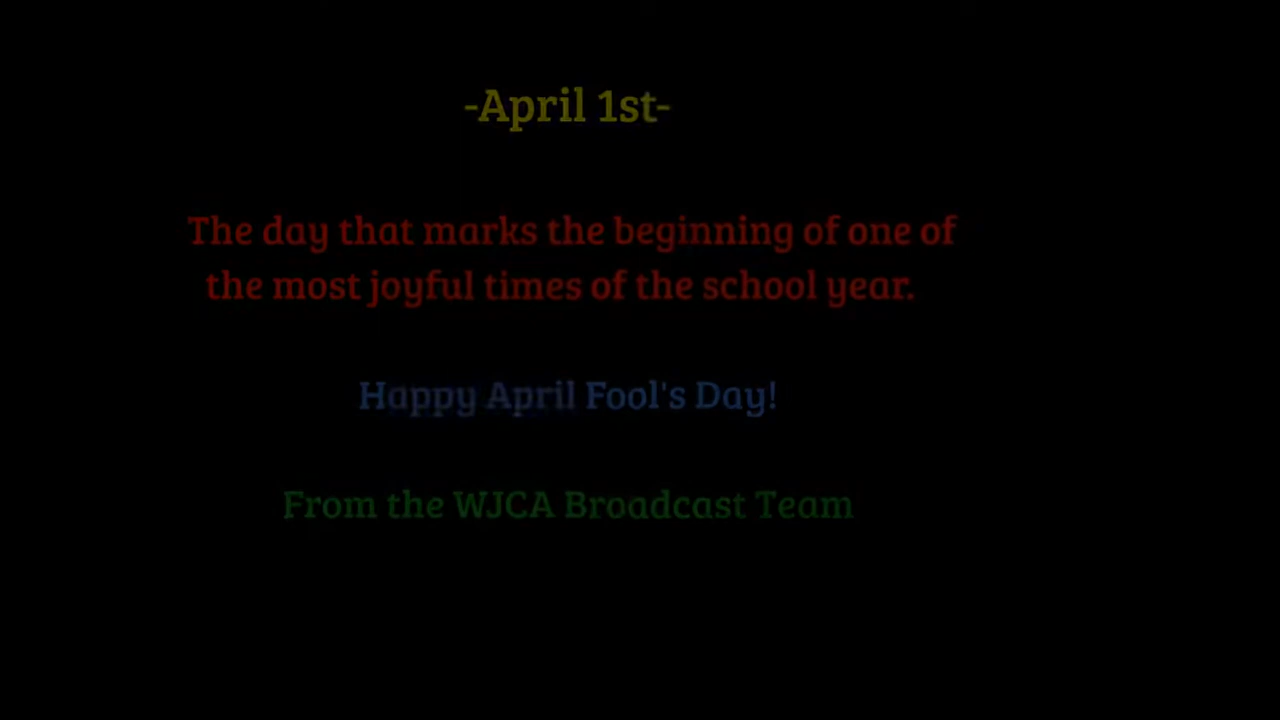 -April 1st-
The day that marks the beginning of one of
the most joyful times of the school year.
Happy April Fool's Day!
From the WJCA Broadcast Team